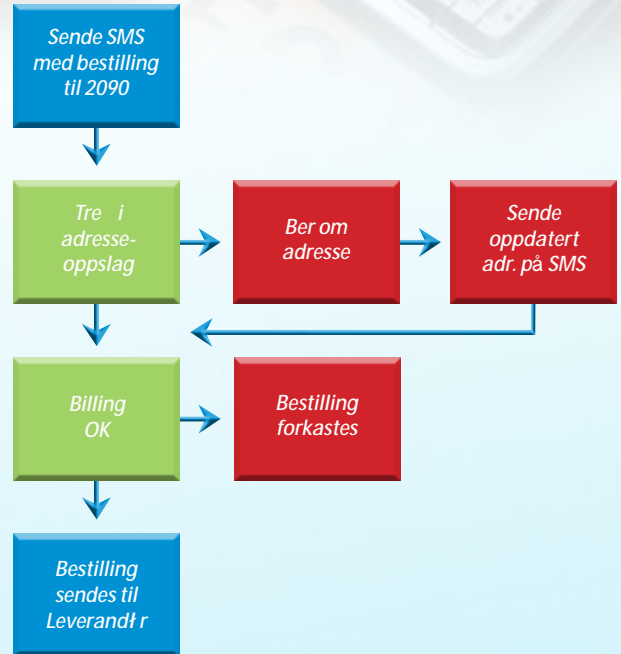 Sende SMS
med bestilling
til 2090
Tre i
adresse-
oppslag
Ber om
adresse
Sende
oppdatert
adr. på SMS
Billing
OK
Bestilling
forkastes
Bestilling
sendes til
Leverandł r